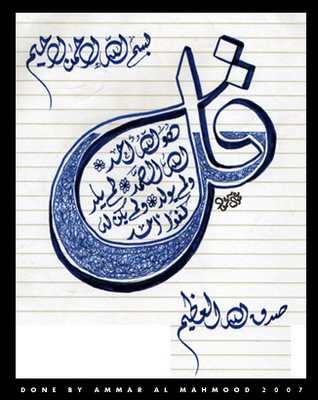 بسم الله الرحمن الرحيم
قل
هو الله أحد
الله الصمد لم يلد
ولم يولد ولم يكن له
كفوا أحد
صدق الله العظيم
DONE BY AMMAR AL MAHMOOD 2007